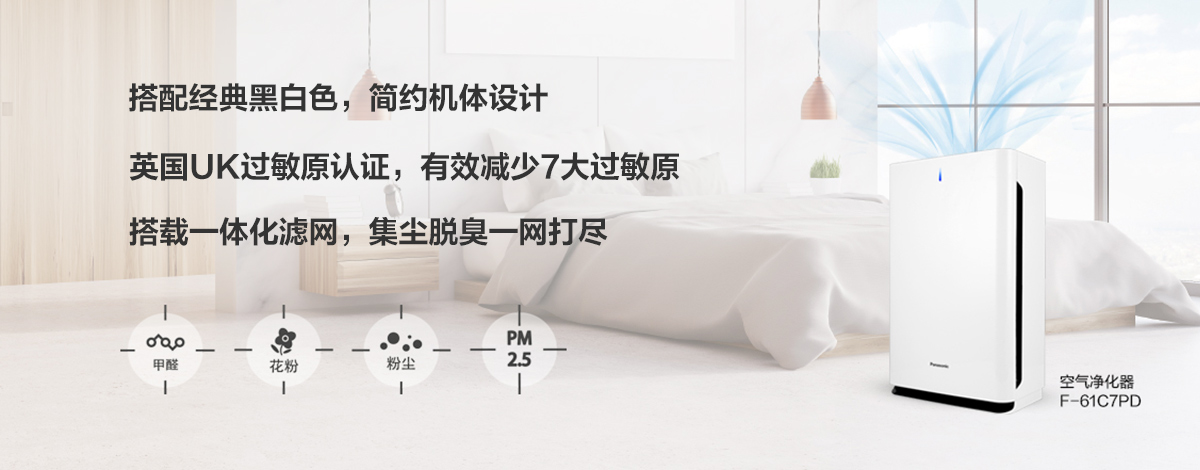 搭配经典黑白色，简约机体设计
英国UK过敏原认证，有效减少7大过敏原
搭载一体化滤网，集尘脱臭一网打尽
甲醛
花粉
粉尘
PM
2.5
Panasonic
空气净化器
F-61C7PD